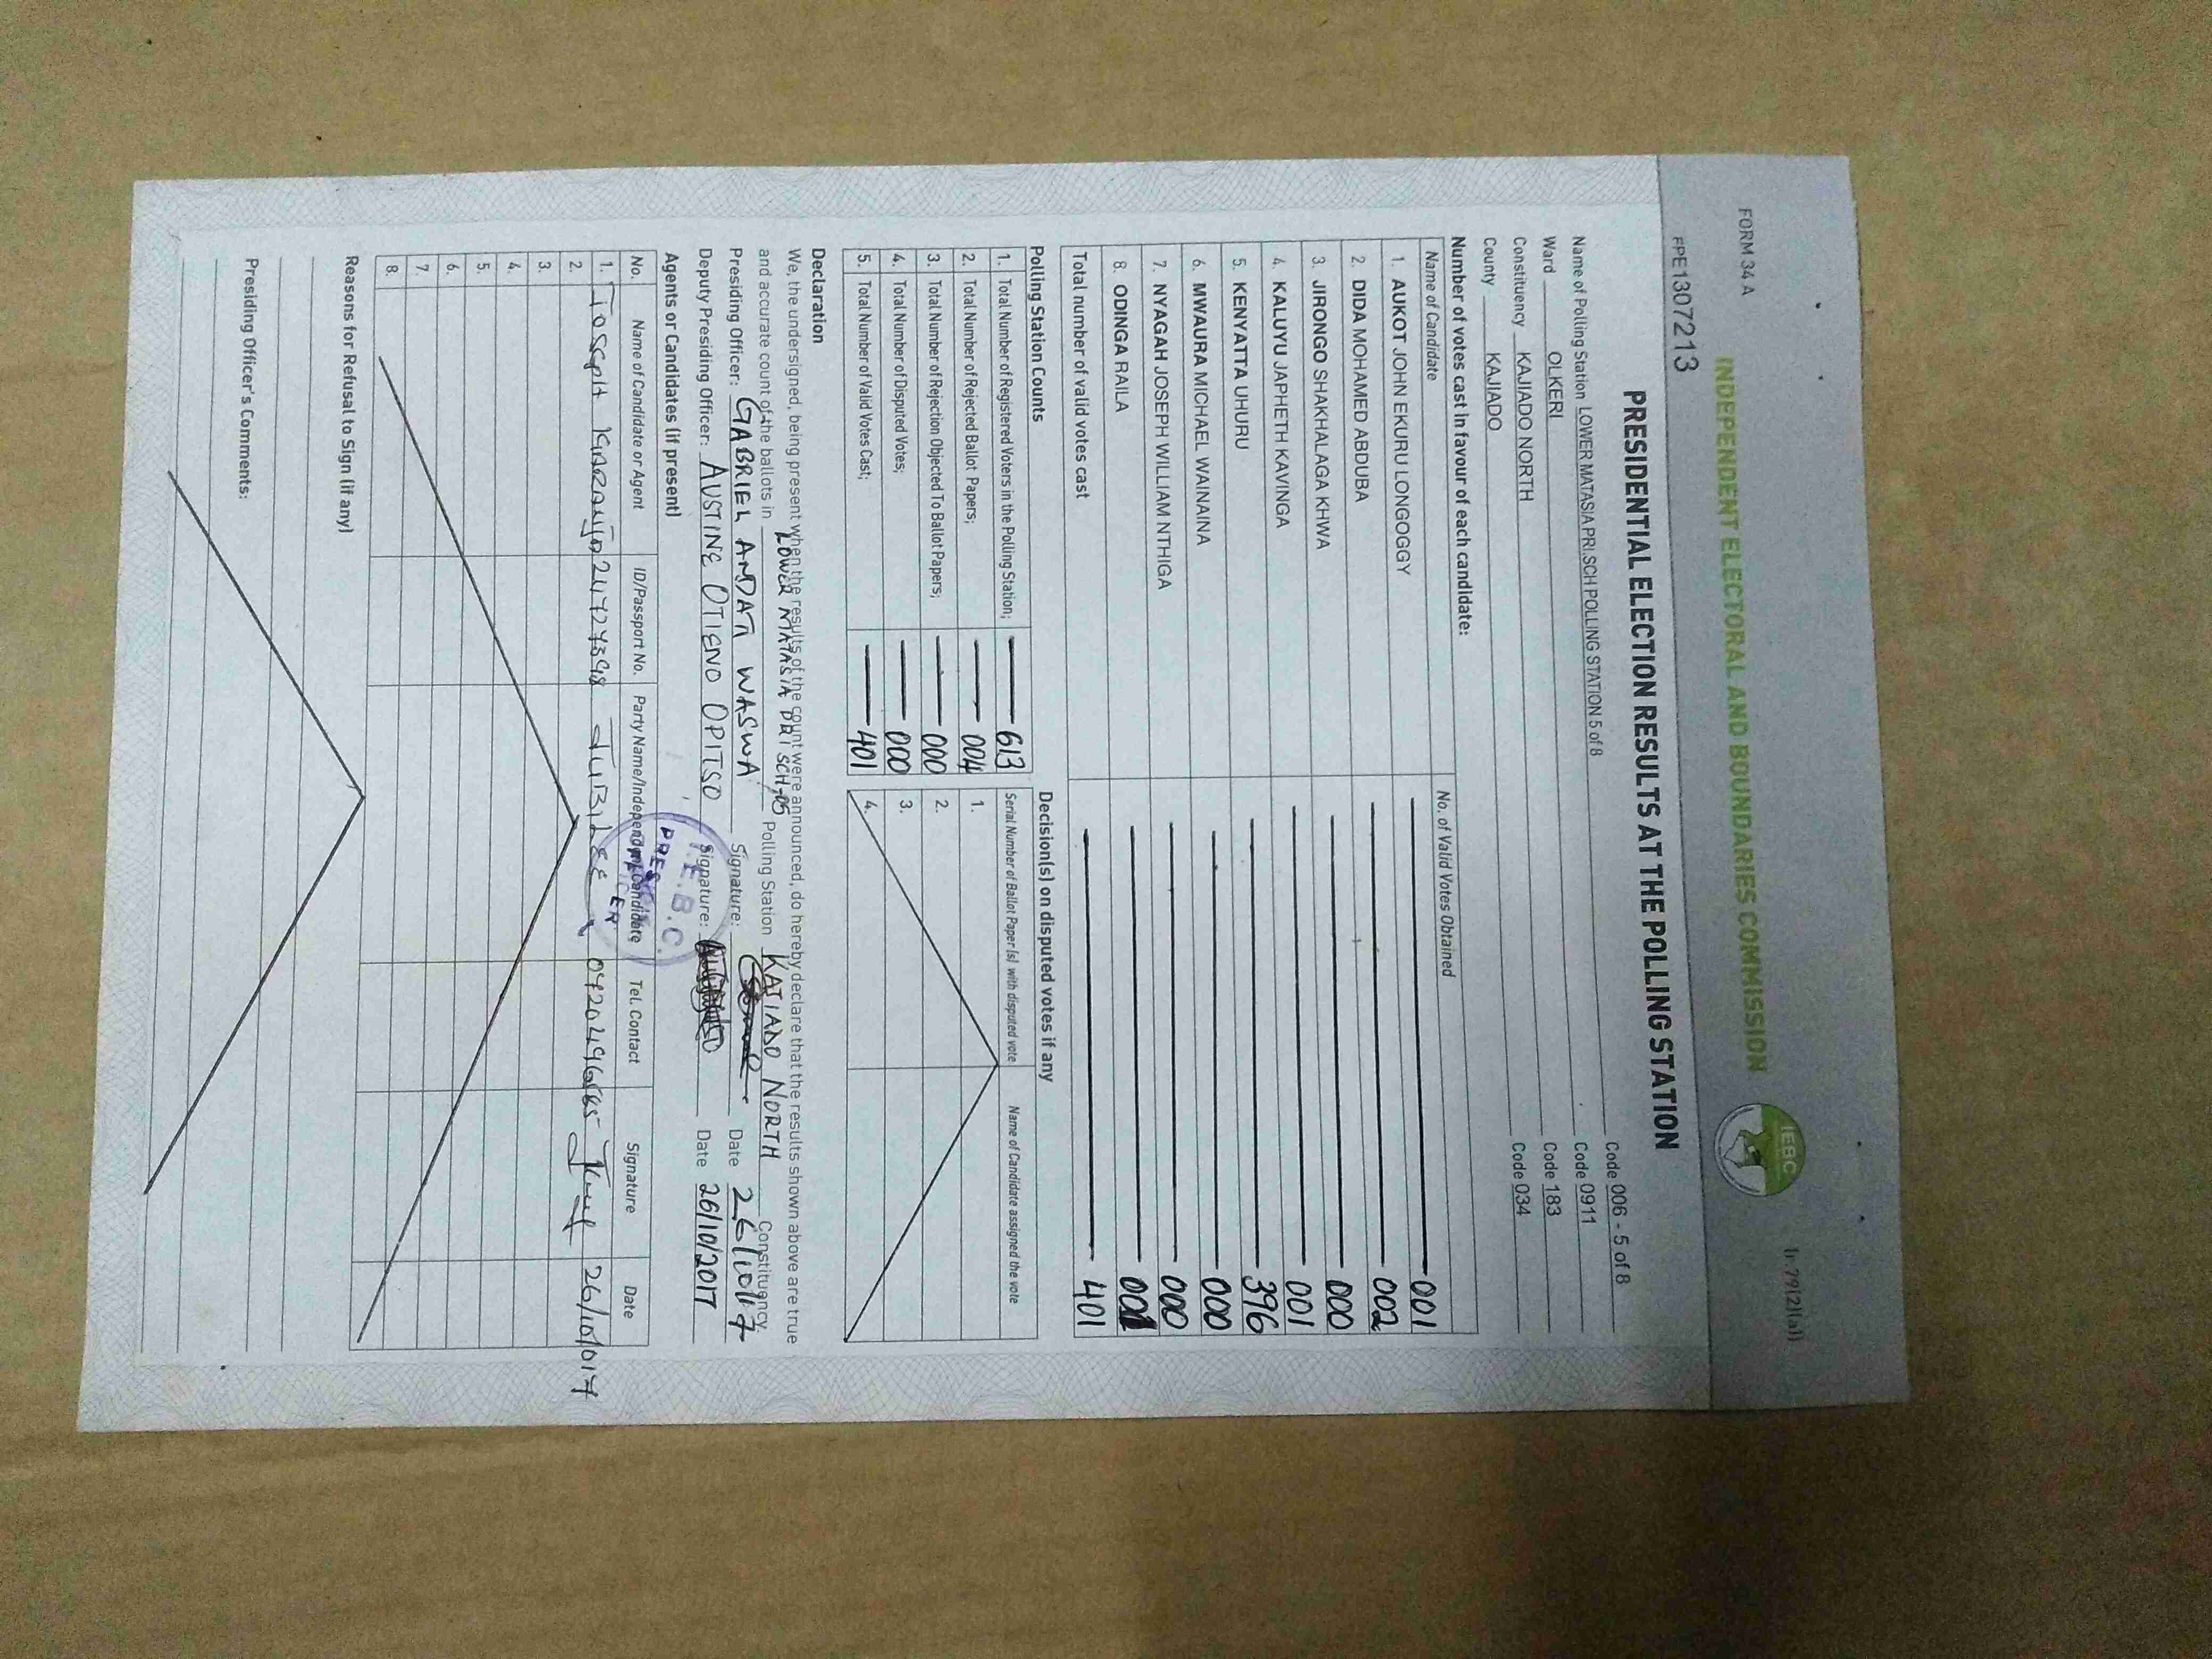 FORM 34 A
(r. 79(2)(a))
INDEPENDENT ELECTORAL AND BOUNDARIES COMMISSION
IEBC
FPE1307213
PRESIDENTIAL ELECTION RESULTS AT THE POLLING STATION
Name of Polling Station LOWER MATASIA PRI.SCH POLLING STATION 5 of 8 Code 006 - 5 of 8
Ward OLKERI Code 0911
Constituency KAJIADO NORTH Code 183
County KAJIADO Code 034
Number of votes cast in favour of each candidate:
Name of Candidate No. of Valid Votes Obtained
1. AUKOT JOHN EKURU LONGOGGY 001
2. DIDA MOHAMED ABDUBA 002
3. JIRONGO SHAKHALAGA KHWA 000
4. KALUYU JAPHETH KAVINGA 001
5. KENYATTA UHURU 396
6. MWAURA MICHAEL WAINAINA 000
7. NYAGAH JOSEPH WILLIAM NTHIGA 000
8. ODINGA RAILA 001
Total number of valid votes cast 401
Polling Station Counts
1. Total Number of Registered Voters in the Polling Station; 613
2. Total Number of Rejected Ballot Papers; 004
3. Total Number of Rejection Objected To Ballot Papers; 000
4. Total Number of Disputed Votes; 000
5. Total Number of Valid Votes Cast; 401
Decision(s) on disputed votes if any
Serial Number of Ballot Paper (s) with disputed vote Name of Candidate assigned the vote
1.
2.
3.
4.
Declaration
We, the undersigned, being present when the results of the count were announced, do hereby declare that the results shown above are true
and accurate count of the ballots in LOWER MATASIA PRI SCH-05 Polling Station KAJIADO NORTH Constituency.
Presiding Officer: GABRIEL ANDATI WASWA Signature: Date 26/10/17
Deputy Presiding Officer: AUSTINE OTIENO OPITSO Signature: Date 26/10/2017
I.E.B.C.
Agents or Candidates (if present)
No. Name of Candidate or Agent ID/Passport No. Party Name/Independent Candidate Tel. Contact Signature Date
1. Joseph JUBILEE 26/10/017
2.
3.
4.
5.
6.
7.
8.
Reasons for Refusal to Sign (if any)
Presiding Officer's Comments: